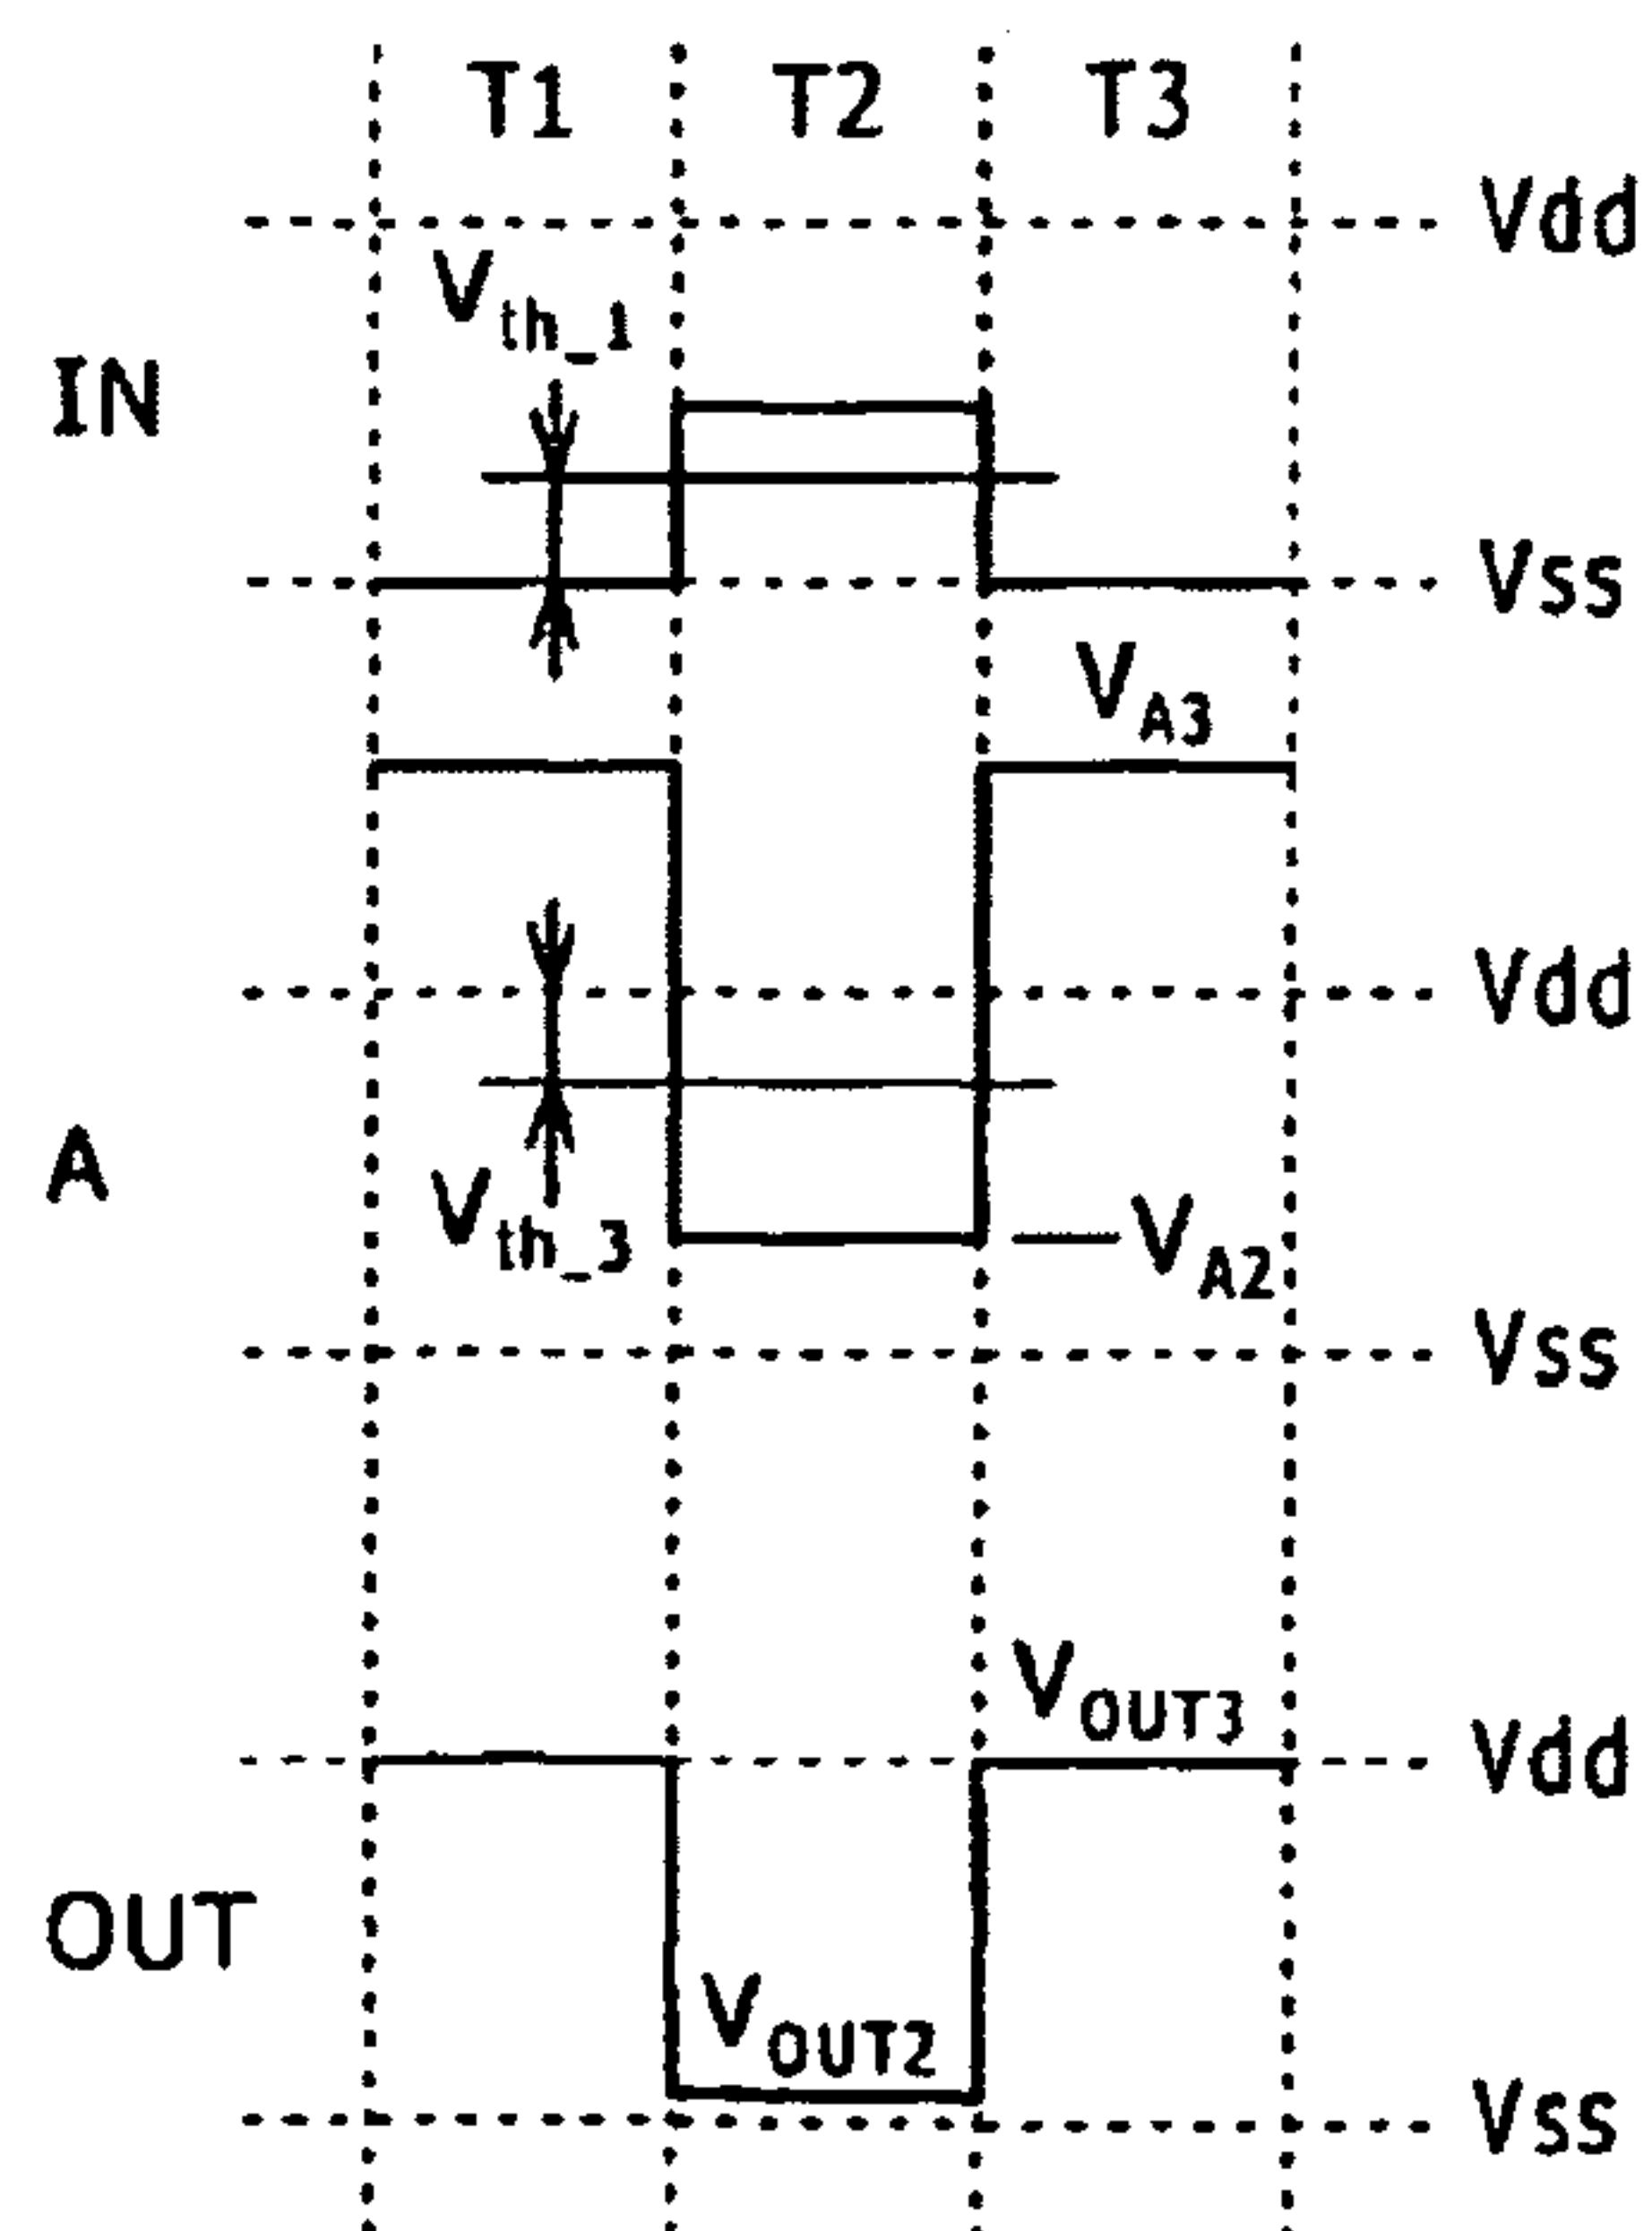 T1 T2 T3
Vdd
Vth_1
IN
Vss
VA3
Vdd
A
Vth_3
VA2
Vss
VOUT3
Vdd
OUT
VOUT2
Vss